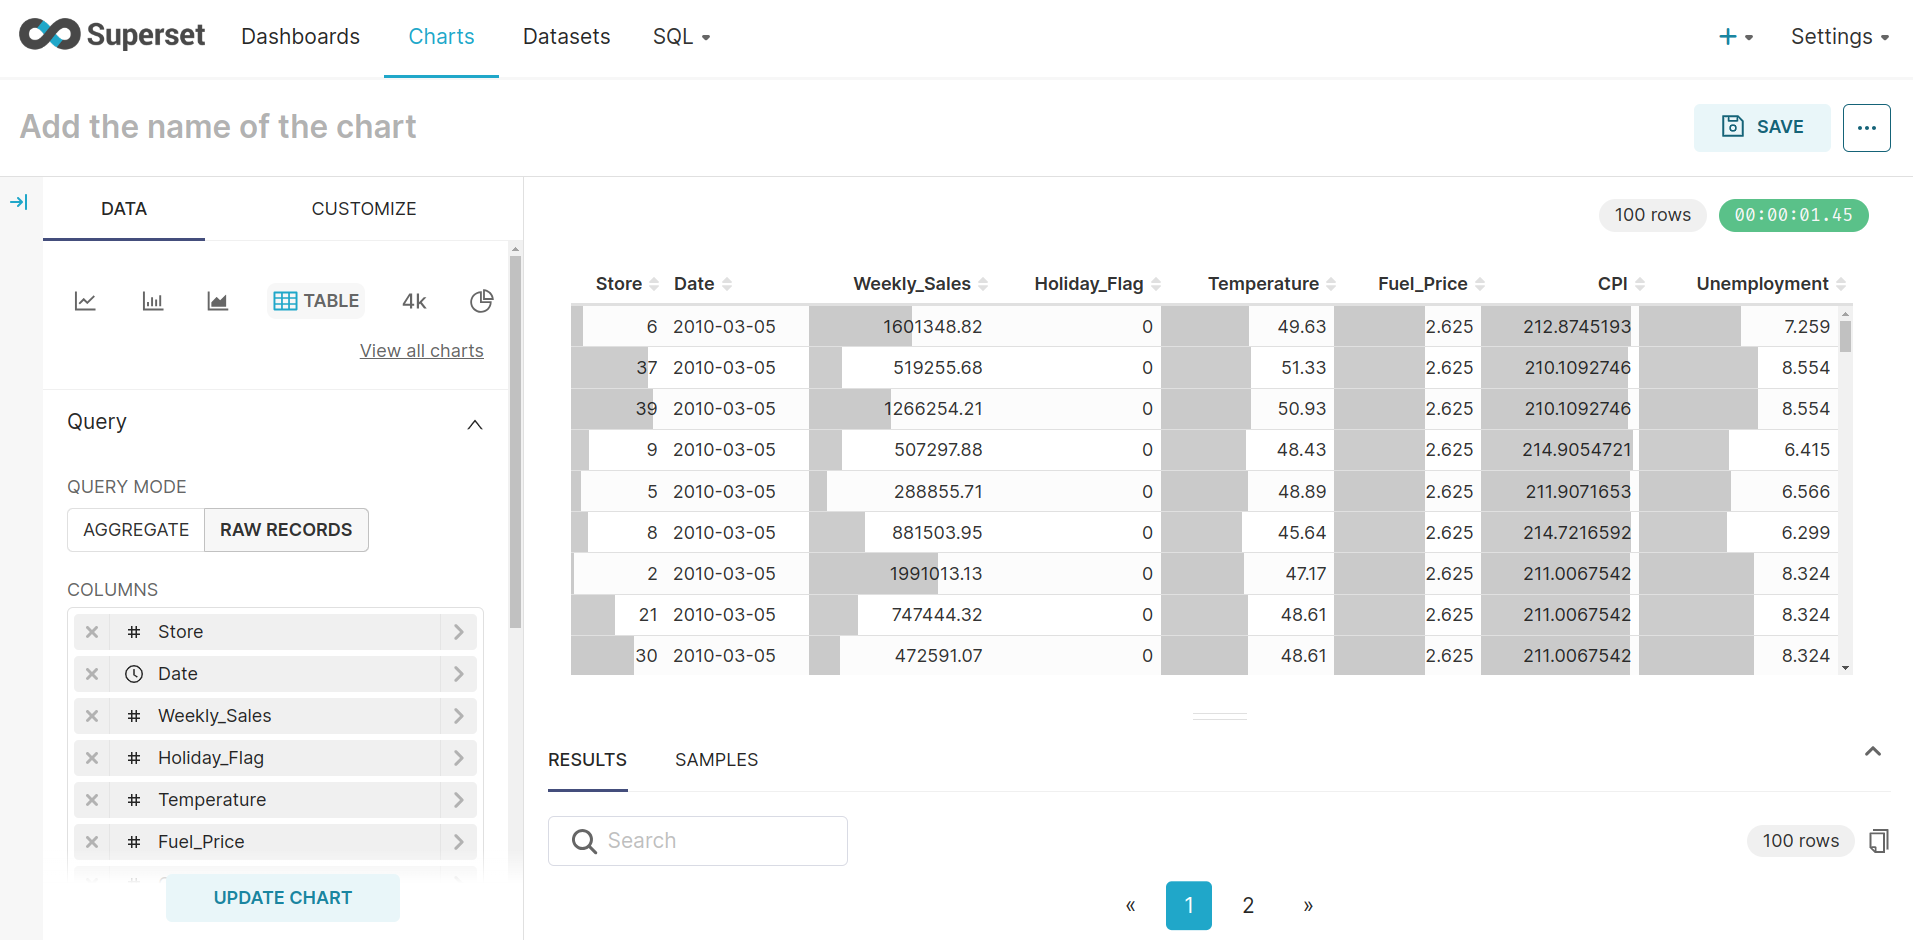 Superset Dashboards Charts Datasets SQL + Settings
Add the name of the chart
SAVE
DATA CUSTOMIZE
100 rows 00:00:01.45
TABLE 4k
View all charts
Query
QUERY MODE
AGGREGATE RAW RECORDS
COLUMNS
# Store
Date
# Weekly_Sales
# Holiday_Flag
# Temperature
# Fuel_Price
UPDATE CHART
Store Date Weekly_Sales Holiday_Flag Temperature Fuel_Price CPI Unemployment
6 2010-03-05 1601348.82 0 49.63 2.625 212.8745193 7.259
37 2010-03-05 519255.68 0 51.33 2.625 210.1092746 8.554
39 2010-03-05 1266254.21 0 50.93 2.625 210.1092746 8.554
9 2010-03-05 507297.88 0 48.43 2.625 214.9054721 6.415
5 2010-03-05 288855.71 0 48.89 2.625 211.9071653 6.566
8 2010-03-05 881503.95 0 45.64 2.625 214.7216592 6.299
2 2010-03-05 1991013.13 0 47.17 2.625 211.0067542 8.324
21 2010-03-05 747444.32 0 48.61 2.625 211.0067542 8.324
30 2010-03-05 472591.07 0 48.61 2.625 211.0067542 8.324
RESULTS SAMPLES
Search
100 rows
« 1 2 »